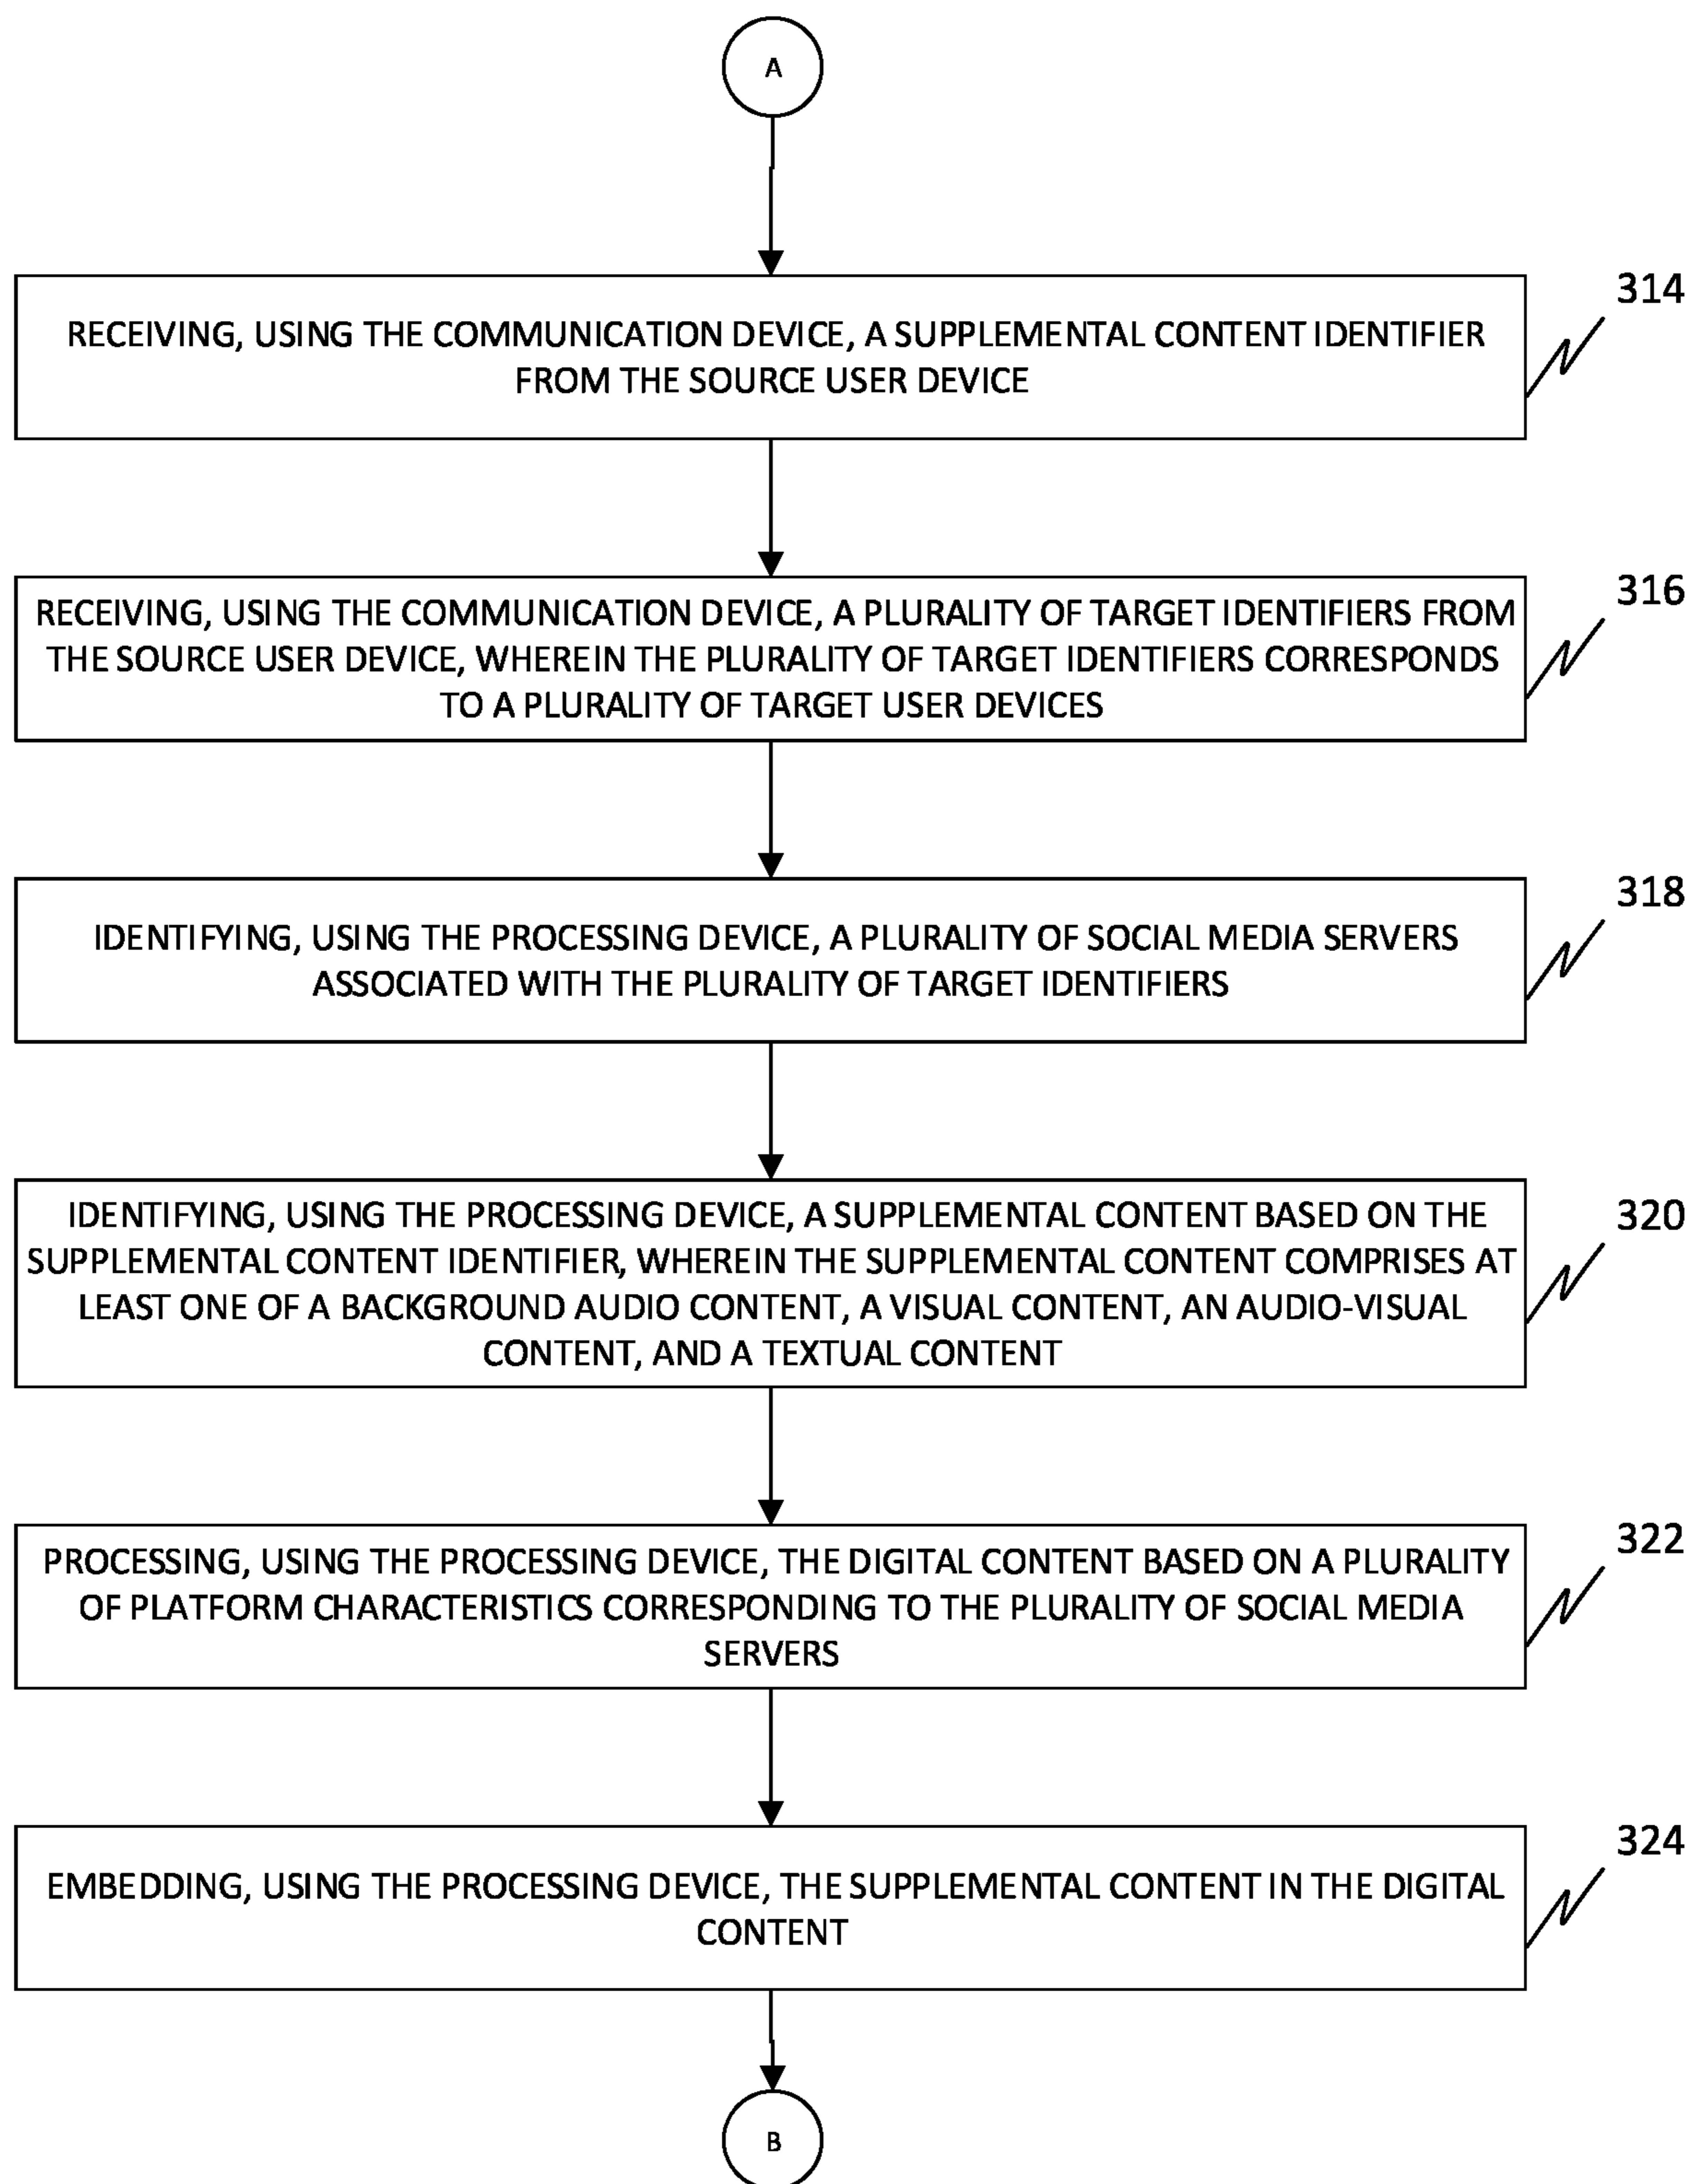 A
314
RECEIVING, USING THE COMMUNICATION DEVICE, A SUPPLEMENTAL CONTENT IDENTIFIER
FROM THE SOURCE USER DEVICE
316
RECEIVING, USING THE COMMUNICATION DEVICE, A PLURALITY OF TARGET IDENTIFIERS FROM
THE SOURCE USER DEVICE, WHEREIN THE PLURALITY OF TARGET IDENTIFIERS CORRESPONDS
TO A PLURALITY OF TARGET USER DEVICES
318
IDENTIFYING, USING THE PROCESSING DEVICE, A PLURALITY OF SOCIAL MEDIA SERVERS
ASSOCIATED WITH THE PLURALITY OF TARGET IDENTIFIERS
320
IDENTIFYING, USING THE PROCESSING DEVICE, A SUPPLEMENTAL CONTENT BASED ON THE
SUPPLEMENTAL CONTENT IDENTIFIER, WHEREIN THE SUPPLEMENTAL CONTENT COMPRISES AT
LEAST ONE OF A BACKGROUND AUDIO CONTENT, A VISUAL CONTENT, AN AUDIO-VISUAL
CONTENT, AND A TEXTUAL CONTENT
322
PROCESSING, USING THE PROCESSING DEVICE, THE DIGITAL CONTENT BASED ON A PLURALITY
OF PLATFORM CHARACTERISTICS CORRESPONDING TO THE PLURALITY OF SOCIAL MEDIA
SERVERS
324
EMBEDDING, USING THE PROCESSING DEVICE, THE SUPPLEMENTAL CONTENT IN THE DIGITAL
CONTENT
B